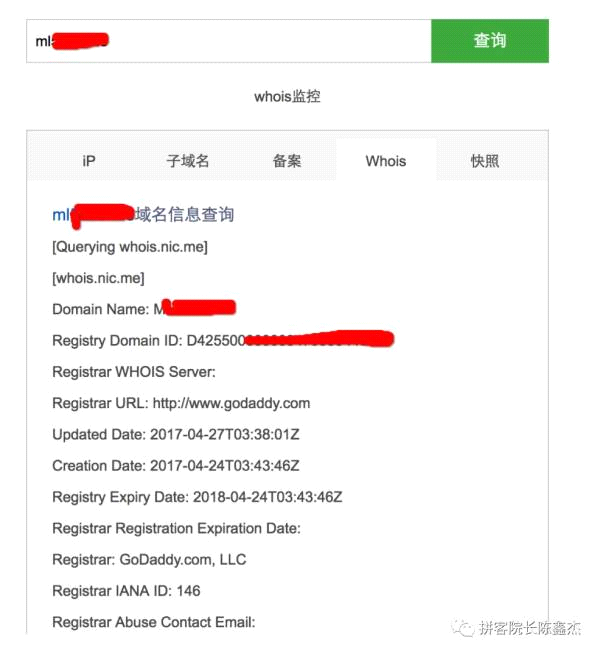 ml
查询
whois监控
iP 子域名 备案 Whois 快照
ml 域名信息查询
[Querying whois.nic.me]
[whois.nic.me]
Domain Name: M
Registry Domain ID: D425500
Registrar WHOIS Server:
Registrar URL: http://www.godaddy.com
Updated Date: 2017-04-27T03:38:01Z
Creation Date: 2017-04-24T03:43:46Z
Registry Expiry Date: 2018-04-24T03:43:46Z
Registrar Registration Expiration Date:
Registrar: GoDaddy.com, LLC
Registrar IANA ID: 146
Registrar Abuse Contact Email:
拼客院长陈鑫杰